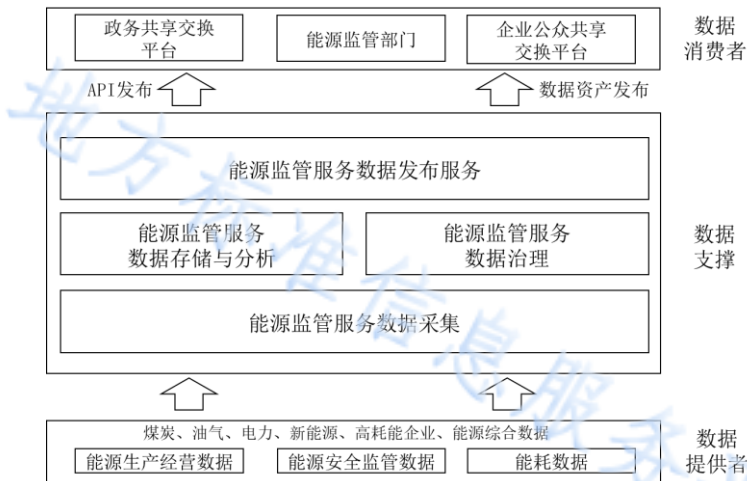 政务共享交换
平台
能源监管部门
企业公众共享
交换平台
数据
消费者
API发布
数据资产发布
能源监管服务数据发布服务
能源监管服务
数据存储与分析
能源监管服务
数据治理
数据
支撑
能源监管服务数据采集
煤炭、油气、电力、新能源、高耗能企业、能源综合数据
能源生产经营数据
能源安全监管数据
能耗数据
数据
提供者
地方标准信息服务